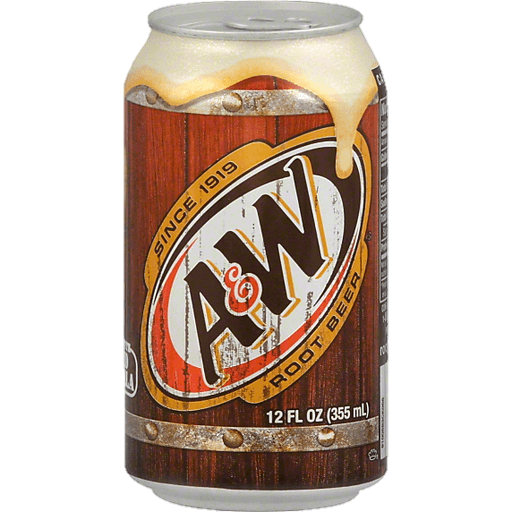 SINCE 1919
A&W
ROOT BEER
12 FL OZ (355 mL)